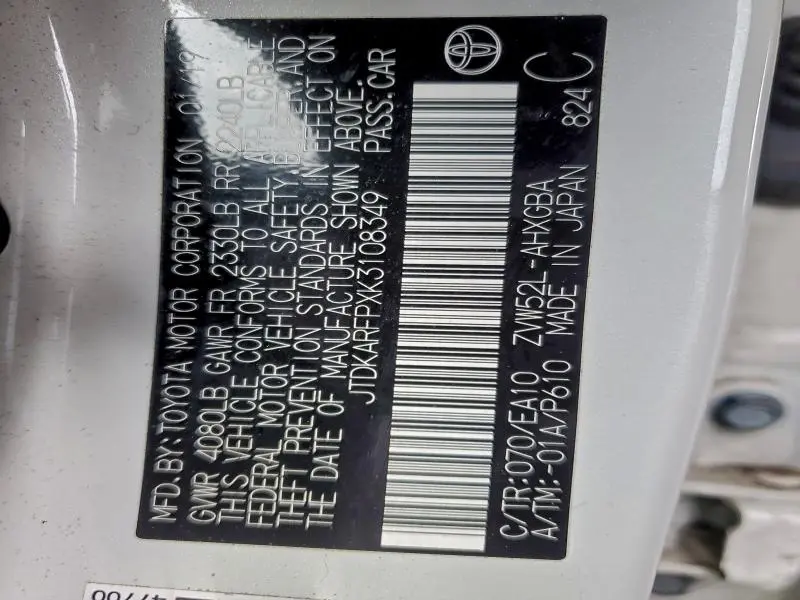 MFD.BY:TOYOTA MOTOR CORPORATION 01/19
GVWR 4080LB GAWR FR 2330LB RR 2240LB
THIS VEHICLE CONFORMS TO ALL APPLICABLE
FEDERAL MOTOR VEHICLE SAFETY, BUMPER, AND
THEFT PREVENTION STANDARDS IN EFFECT ON
THE DATE OF MANUFACTURE SHOWN ABOVE.
JTDKARFPXK3108349 PASS.CAR
C/TR:070/EA10 ZVW52L-AHXGBA
A/TM:-01A/P610 MADE IN JAPAN 824 C